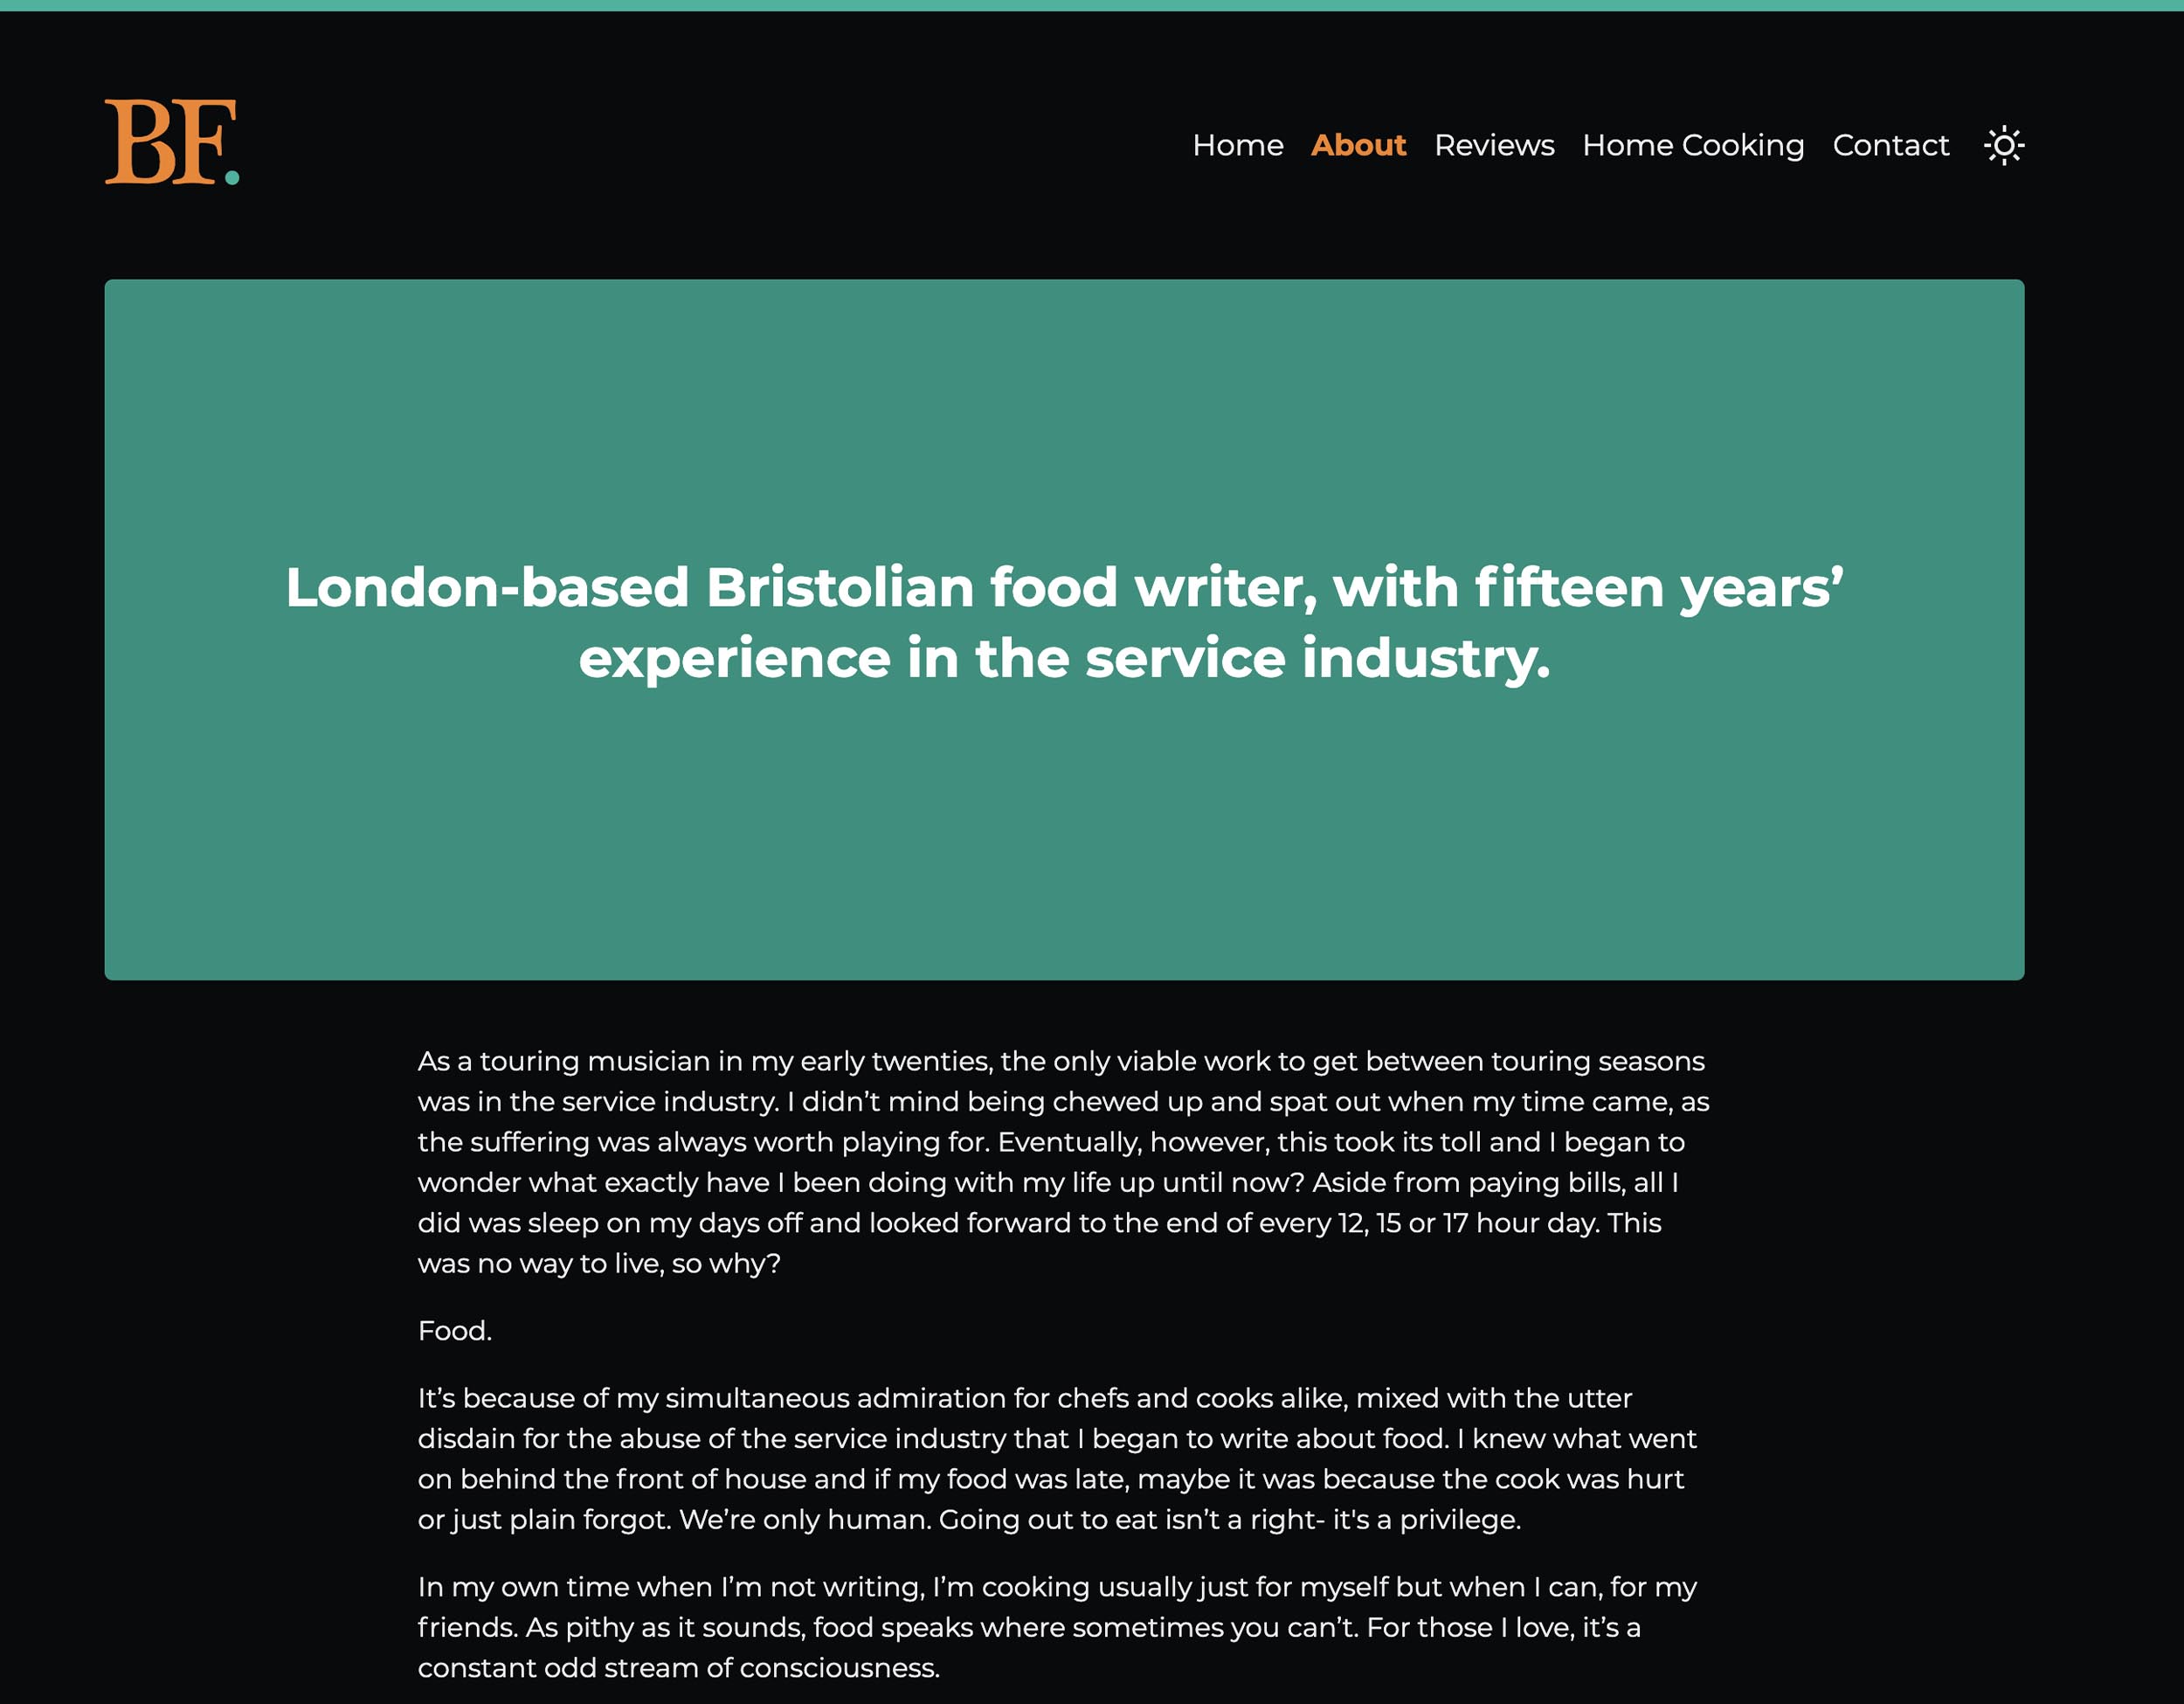 BF.
Home About Reviews Home Cooking Contact
London-based Bristolian food writer, with fifteen years’
experience in the service industry.
As a touring musician in my early twenties, the only viable work to get between touring seasons
was in the service industry. I didn’t mind being chewed up and spat out when my time came, as
the suffering was always worth playing for. Eventually, however, this took its toll and I began to
wonder what exactly have I been doing with my life up until now? Aside from paying bills, all I
did was sleep on my days off and looked forward to the end of every 12, 15 or 17 hour day. This
was no way to live, so why?
Food.
It’s because of my simultaneous admiration for chefs and cooks alike, mixed with the utter
disdain for the abuse of the service industry that I began to write about food. I knew what went
on behind the front of house and if my food was late, maybe it was because the cook was hurt
or just plain forgot. We’re only human. Going out to eat isn’t a right- it's a privilege.
In my own time when I’m not writing, I’m cooking usually just for myself but when I can, for my
friends. As pithy as it sounds, food speaks where sometimes you can’t. For those I love, it’s a
constant odd stream of consciousness.